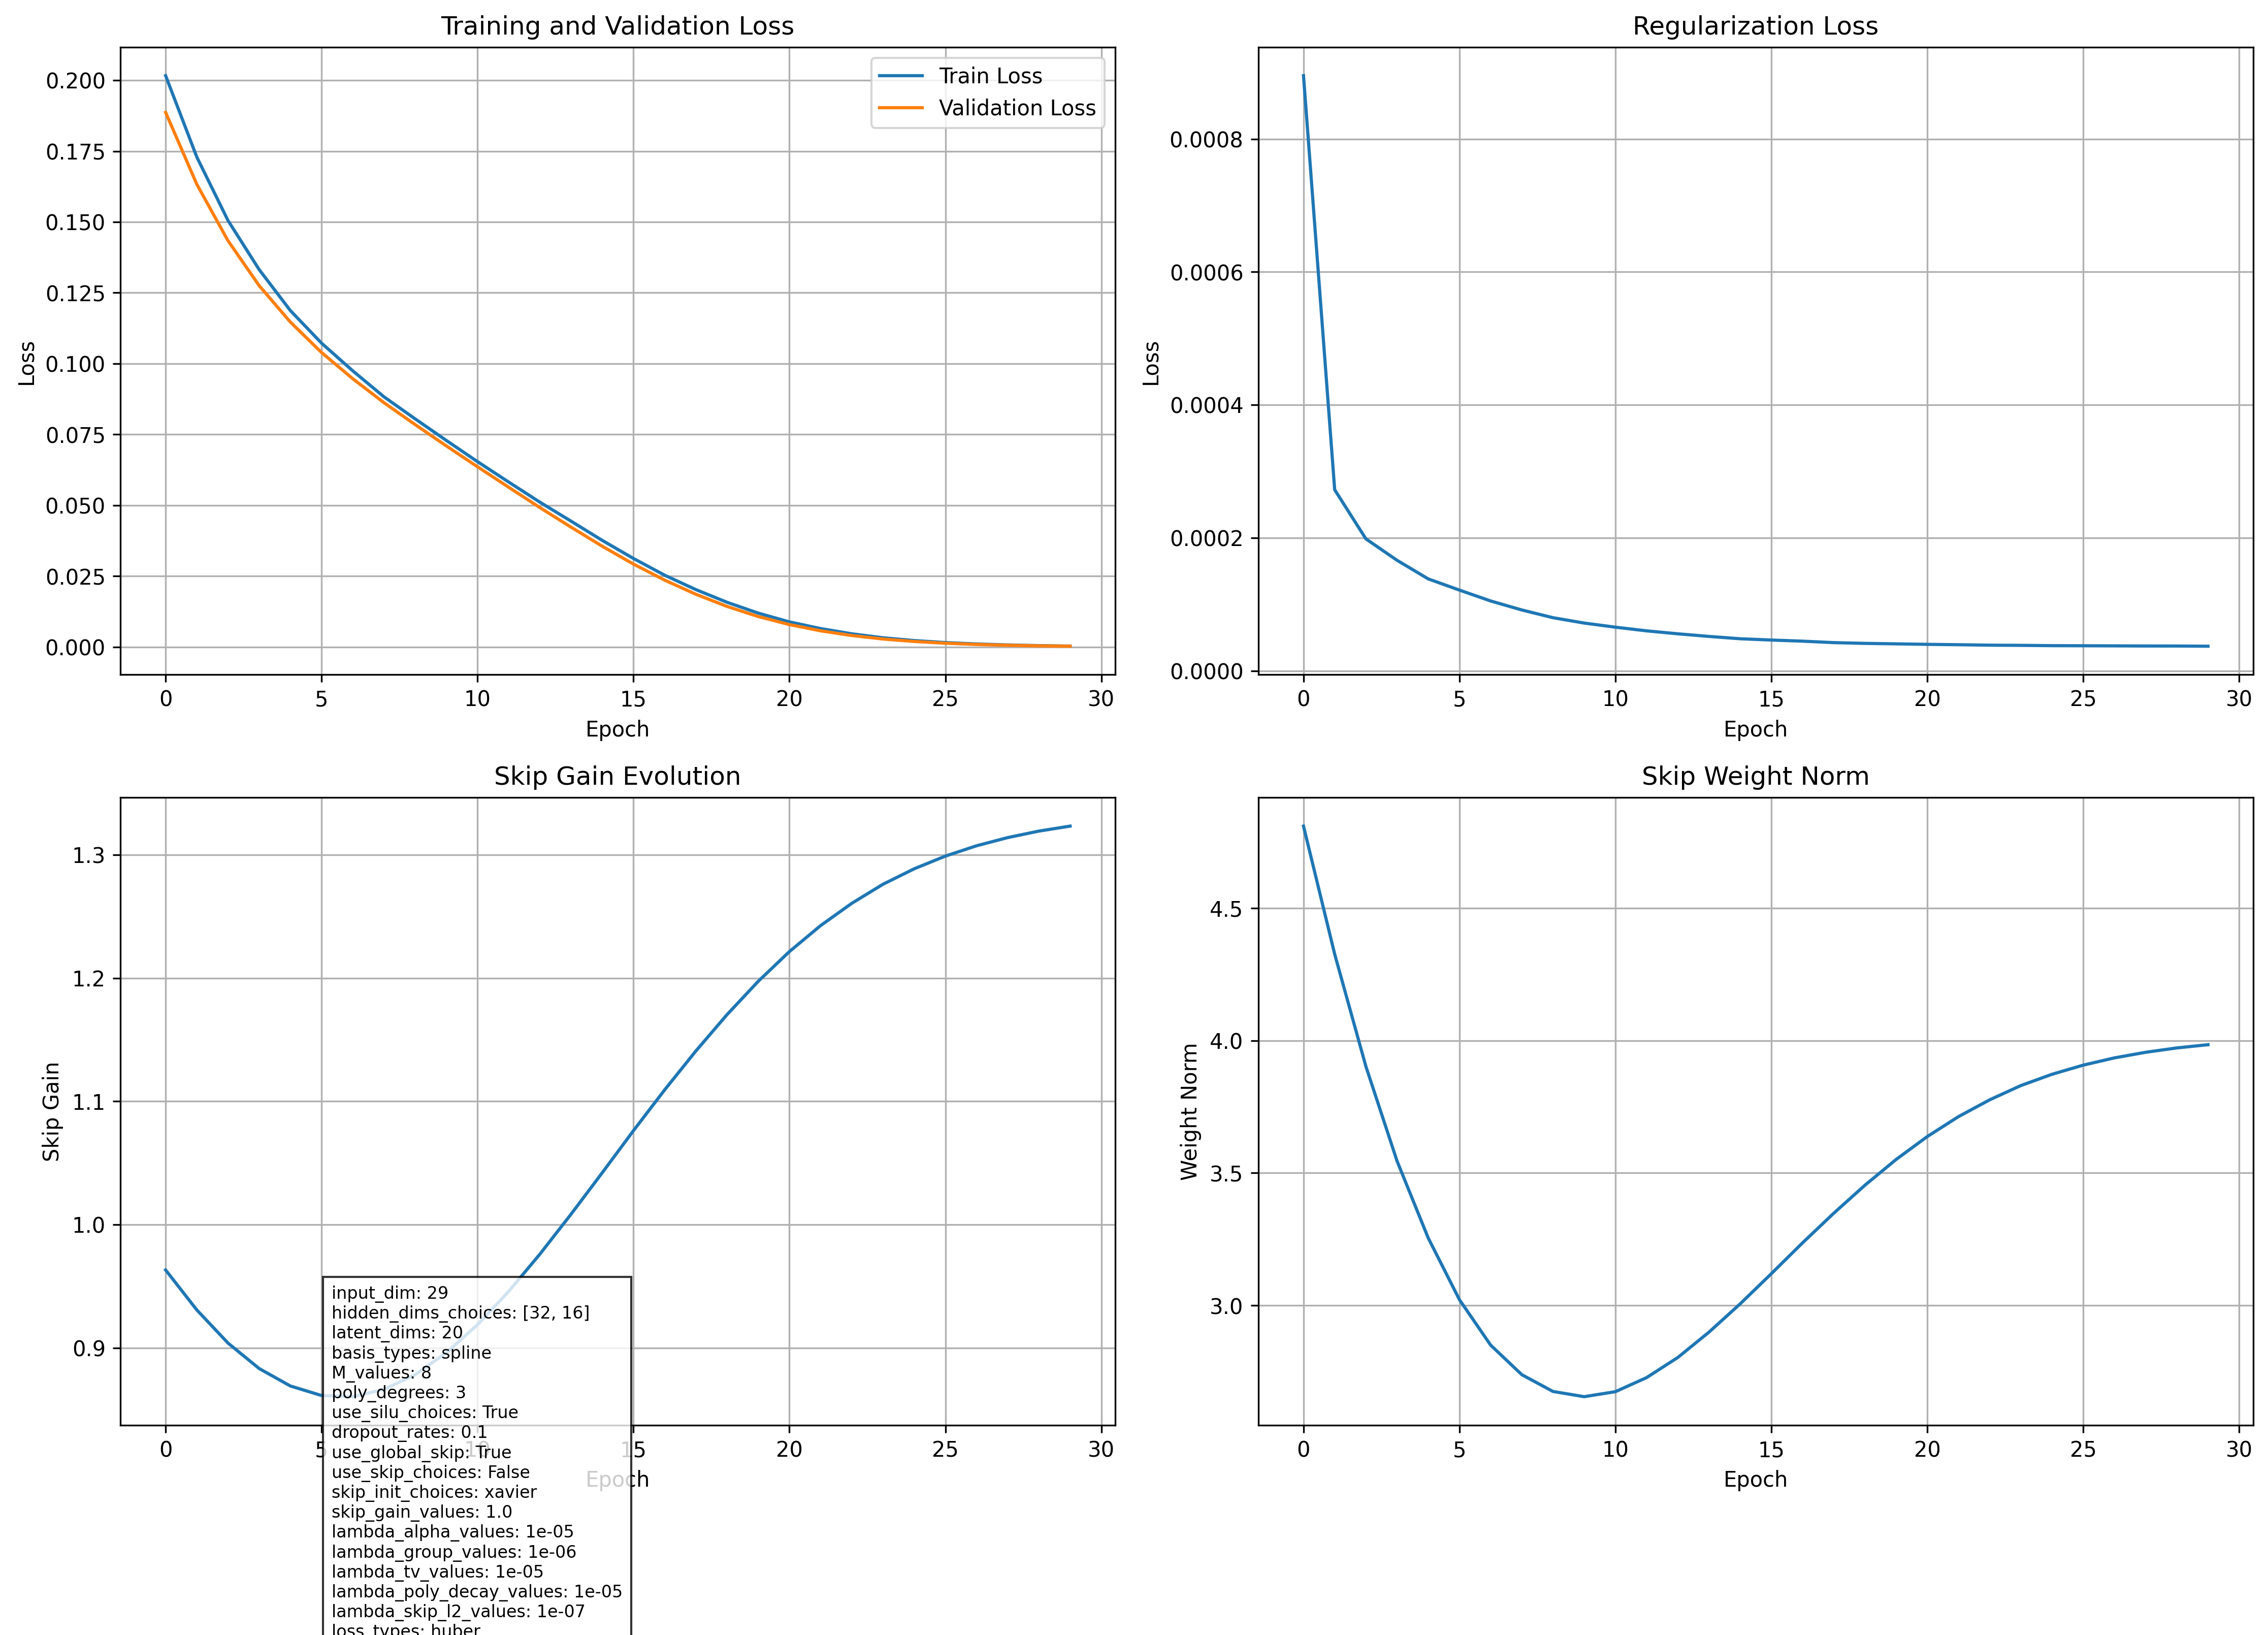 Training and Validation Loss
0.200
0.175
0.150
0.125
0.100
0.075
0.050
0.025
0.000
Loss
0 5 10 15 20 25 30
Epoch
Train Loss
Validation Loss
Regularization Loss
0.0008
0.0006
0.0004
0.0002
0.0000
Loss
0 5 10 15 20 25 30
Epoch
Skip Gain Evolution
1.3
1.2
1.1
1.0
0.9
Skip Gain
0 5 10 15 20 25 30
Epoch
input_dim: 29
hidden_dims_choices: [32, 16]
latent_dims: 20
basis_types: spline
M_values: 8
poly_degrees: 3
use_silu_choices: True
dropout_rates: 0.1
use_global_skip: True
use_skip_choices: False
skip_init_choices: xavier
skip_gain_values: 1.0
lambda_alpha_values: 1e-05
lambda_group_values: 1e-06
lambda_tv_values: 1e-05
lambda_poly_decay_values: 1e-05
lambda_skip_l2_values: 1e-07
loss_types: huber
Skip Weight Norm
4.5
4.0
3.5
3.0
Weight Norm
0 5 10 15 20 25 30
Epoch